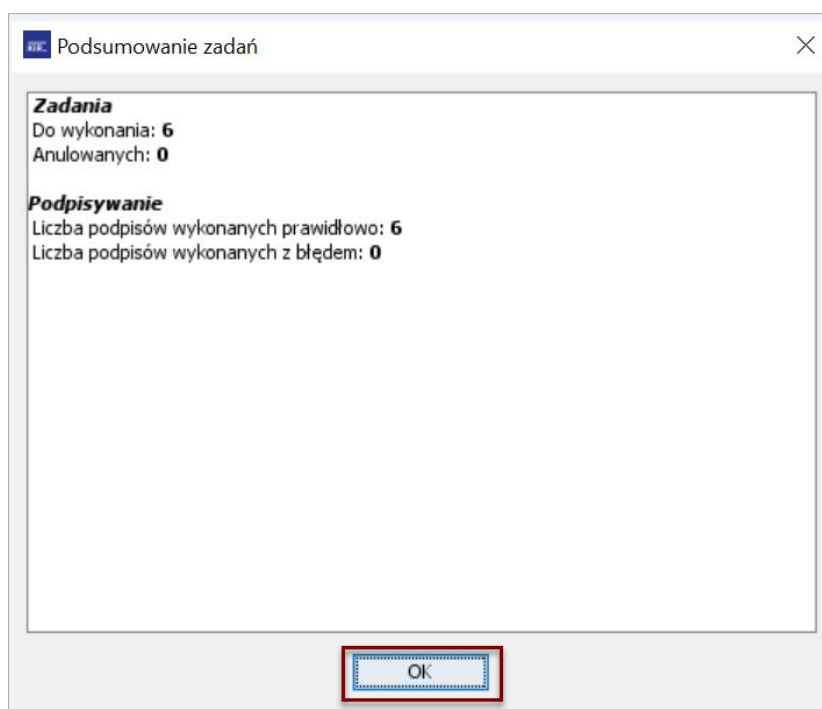 Podsumowanie zadań
Zadania
Do wykonania: 6
Anulowanych: 0
Podpisywanie
Liczba podpisów wykonanych prawidłowo: 6
Liczba podpisów wykonanych z błędem: 0
OK